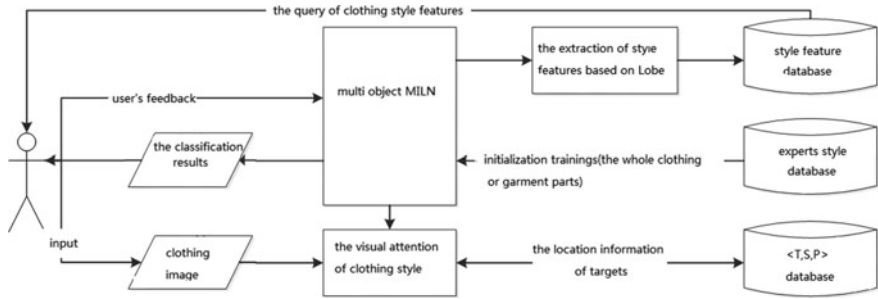 the query of clothing style features
the extraction of style
features based on Lobe
style feature
database
multi object MILN
user's feedback
the classification
results
initialization trainings(the whole clothing
or garment parts)
experts style
database
input
clothing
image
the visual attention
of clothing style
the location information
of targets
<T,S,P>
database